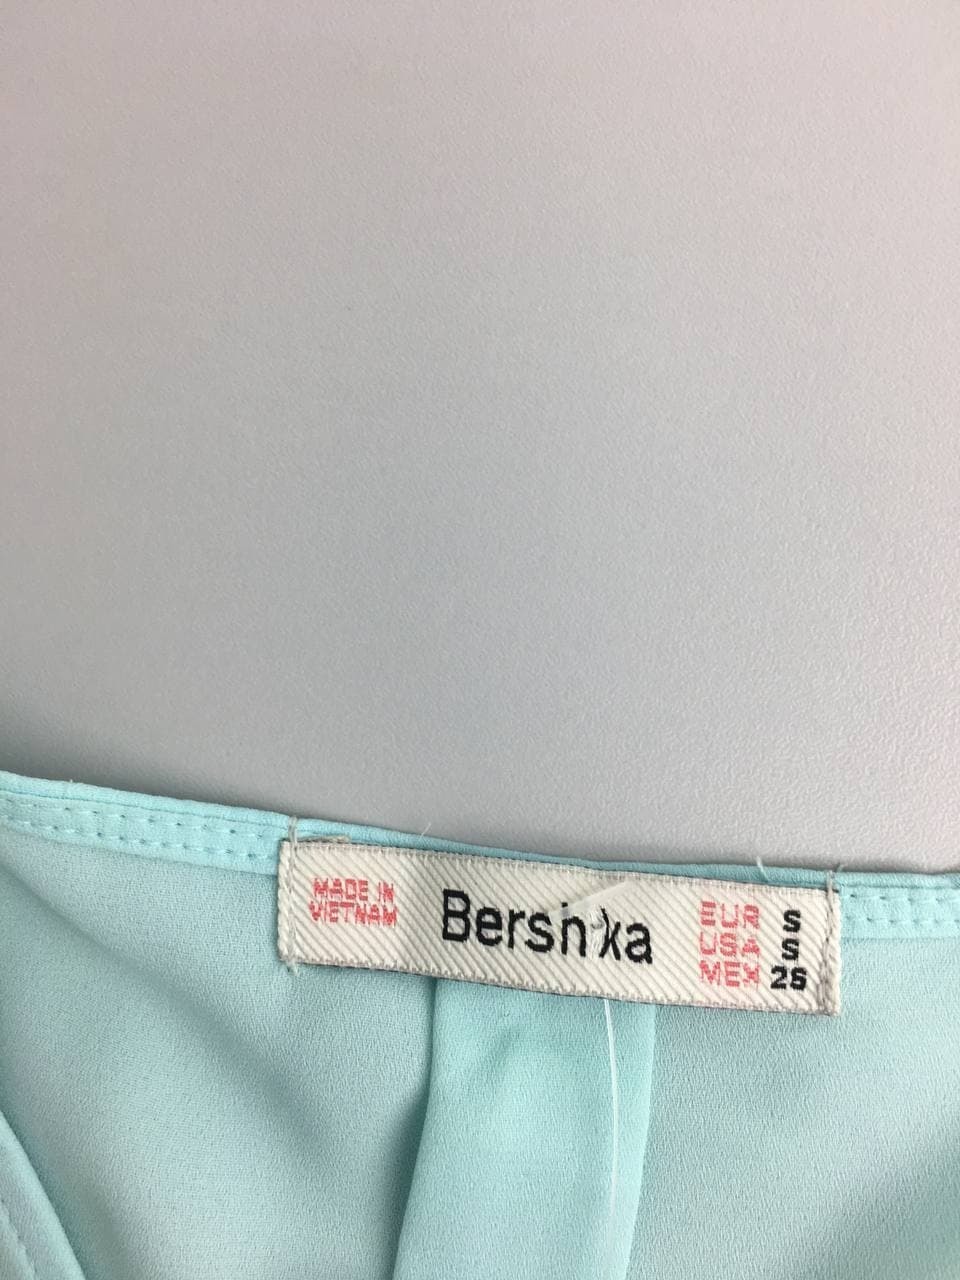 MADE IN
VIETNAM
Bershka
EUR S
USA S
MEX 26